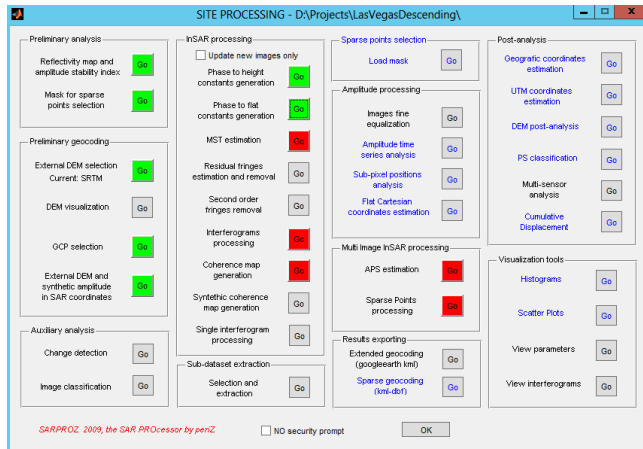 SITE PROCESSING - D:\Projects\LasVegasDescending\
Preliminary analysis
Reflectivity map and
amplitude stability index
Go
Mask for sparse
points selection
Go
Preliminary geocoding
External DEM selection
Current: SRTM
Go
DEM visualization
Go
GCP selection
Go
External DEM and
synthetic amplitude
in SAR coordinates
Go
Auxiliary analysis
Change detection
Go
Image classification
Go
InSAR processing
Update new images only
Phase to height
constants generation
Go
Phase to flat
constants generation
Go
MST estimation
Go
Residual fringes
estimation and removal
Go
Second order
fringes removal
Go
Interferograms
processing
Go
Coherence map
generation
Go
Syntethic coherence
map generation
Go
Single interferogram
processing
Go
Sub-dataset extraction
Selection and
extraction
Go
Sparse points selection
Load mask
Go
Amplitude processing
Images fine
equalization
Go
Amplitude time
series analysis
Go
Sub-pixel positions
analysis
Go
Flat Cartesian
coordinates estimation
Go
Multi Image InSAR processing
APS estimation
Go
Sparse Points
processing
Go
Results exporting
Extended geocoding
(googleearth kml)
Go
Sparse geocoding
(kml-dbf)
Go
Post-analysis
Geografic coordinates
estimation
Go
UTM coordinates
estimation
Go
DEM post-analysis
Go
PS classification
Go
Multi-sensor
analysis
Go
Cumulative
Displacement
Go
Visualization tools
Histograms
Go
Scatter Plots
Go
View parameters
Go
View interferograms
Go
SARPROZ 2009, the SAR PROcessor by periZ
NO security prompt
OK